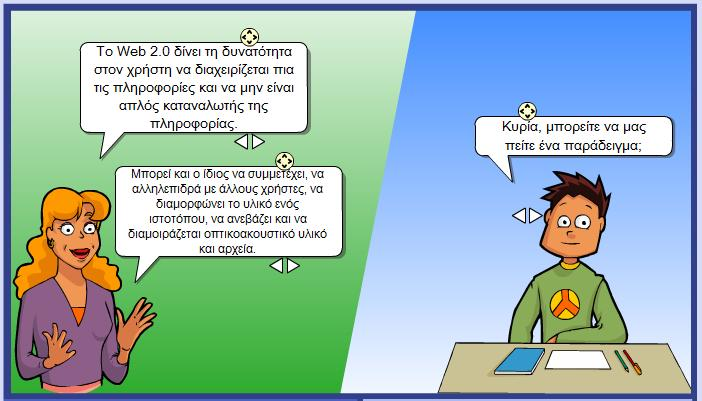 Το Web 2.0 δίνει τη δυνατότητα
στον χρήστη να διαχειρίζεται πια
τις πληροφορίες και να μην είναι
απλός καταναλωτής της
πληροφορίας.
Μπορεί και ο ίδιος να συμμετέχει, να
αλληλεπιδρά με άλλους χρήστες, να
διαμορφώνει το υλικό ενός
ιστοτόπου, να ανεβάζει και να
διαμοιράζεται οπτικοακουστικό υλικό
και αρχεία.
Κυρία, μπορείτε να μας
πείτε ένα παράδειγμα;